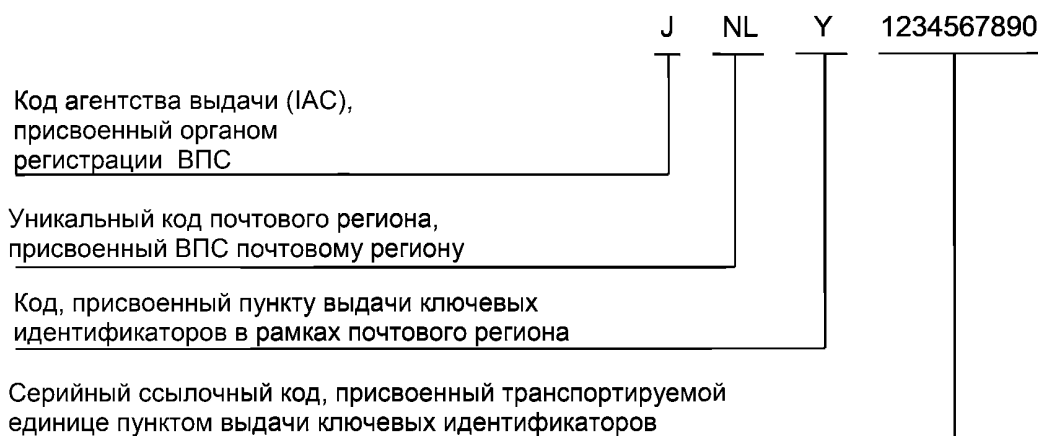 J NL Y 1234567890
Код агентства выдачи (IAC),
присвоенный органом
регистрации ВПС
Уникальный код почтового региона,
присвоенный ВПС почтовому региону
Код, присвоенный пункту выдачи ключевых
идентификаторов в рамках почтового региона
Серийный ссылочный код, присвоенный транспортируемой
единице пунктом выдачи ключевых идентификаторов